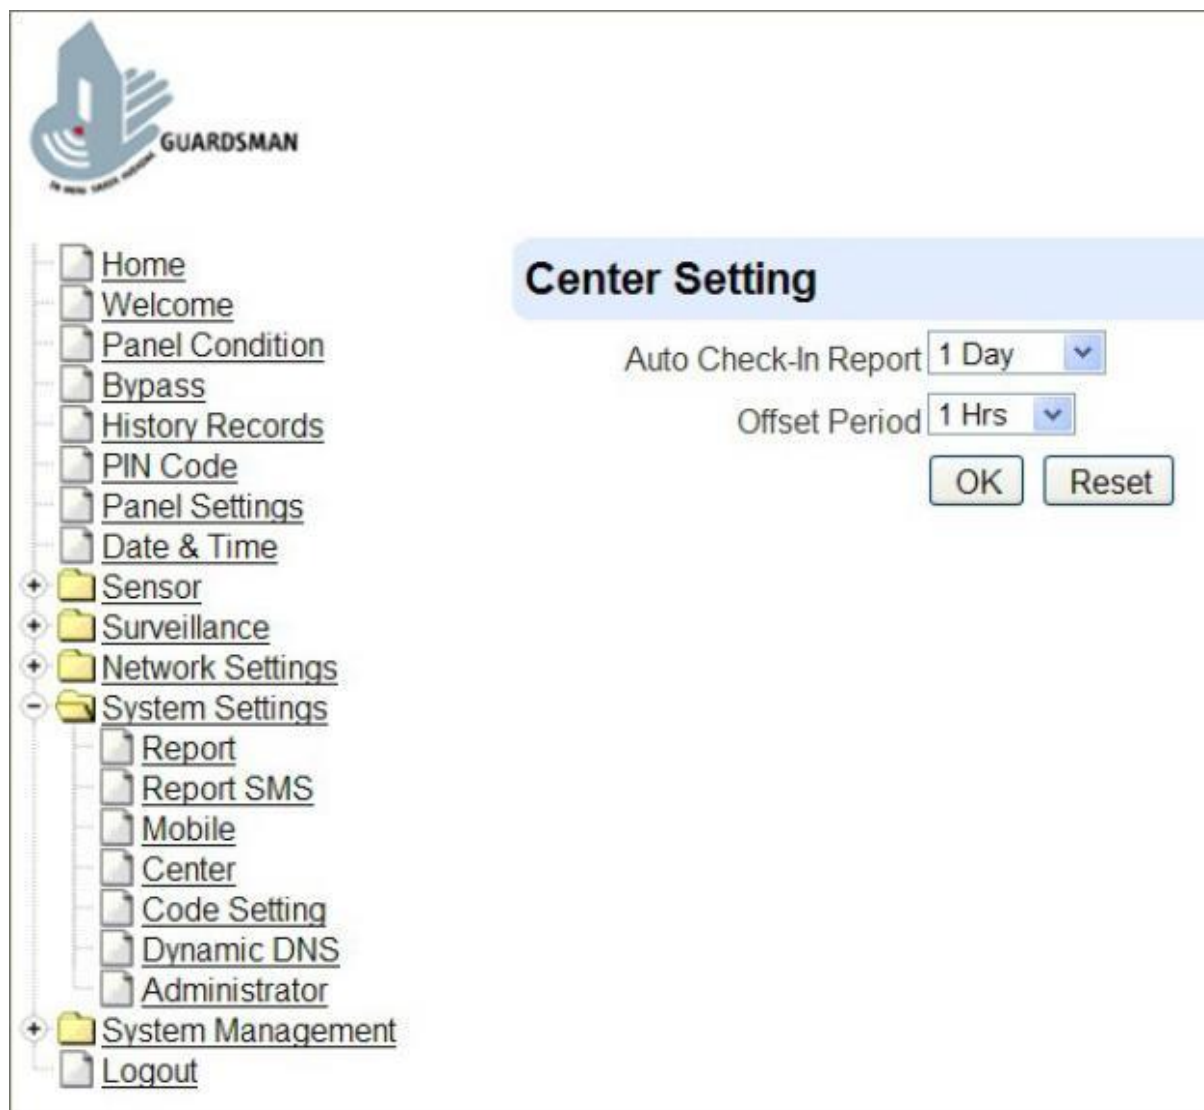 GUARDSMAN
Home
Welcome
Panel Condition
Bypass
History Records
PIN Code
Panel Settings
Date & Time
Sensor
Surveillance
Network Settings
System Settings
Report
Report SMS
Mobile
Center
Code Setting
Dynamic DNS
Administrator
System Management
Logout
Center Setting
Auto Check-In Report 1 Day
Offset Period 1 Hrs
OK Reset